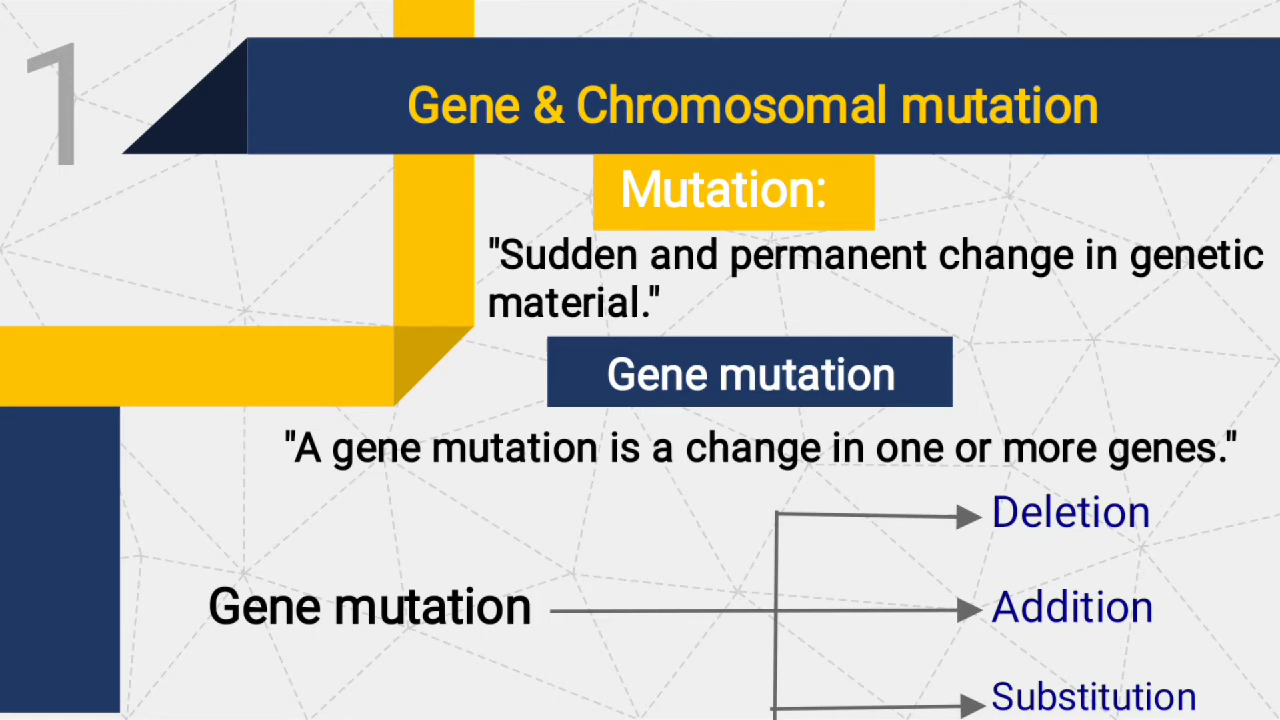 1
Gene & Chromosomal mutation
Mutation:
"Sudden and permanent change in genetic
material."
Gene mutation
"A gene mutation is a change in one or more genes."
Deletion
Gene mutation
Addition
Substitution